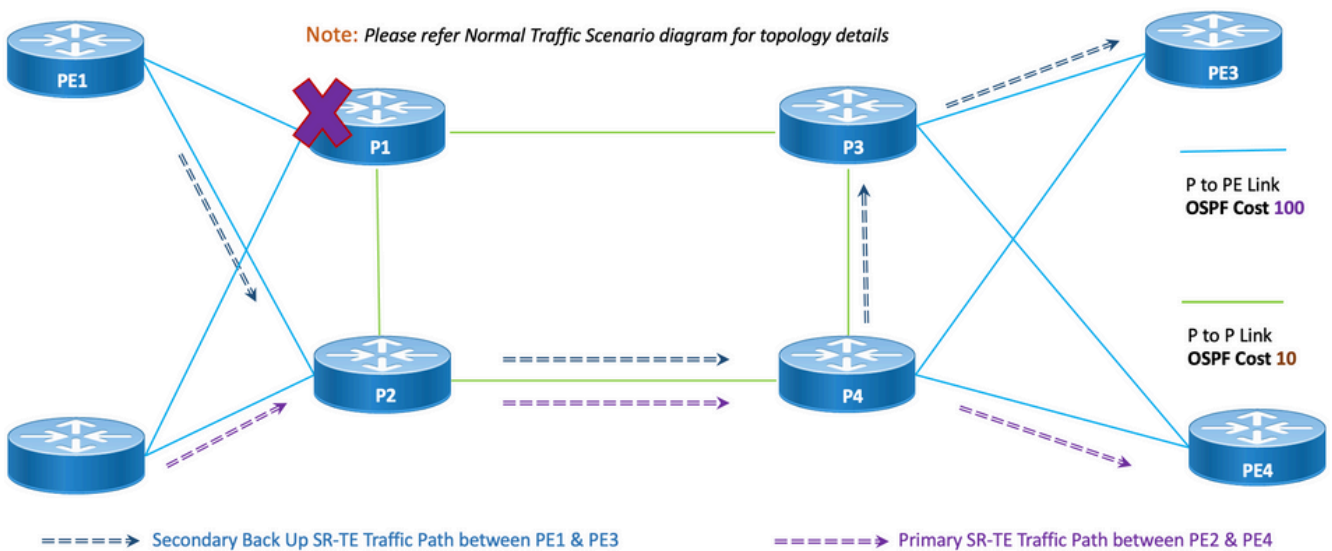 Note: Please refer Normal Traffic Scenario diagram for topology details
PE1
PE3
P1
P3
P to PE Link
OSPF Cost 100
P to P Link
OSPF Cost 10
P2
P4
PE4
Secondary Back Up SR-TE Traffic Path between PE1 & PE3
Primary SR-TE Traffic Path between PE2 & PE4